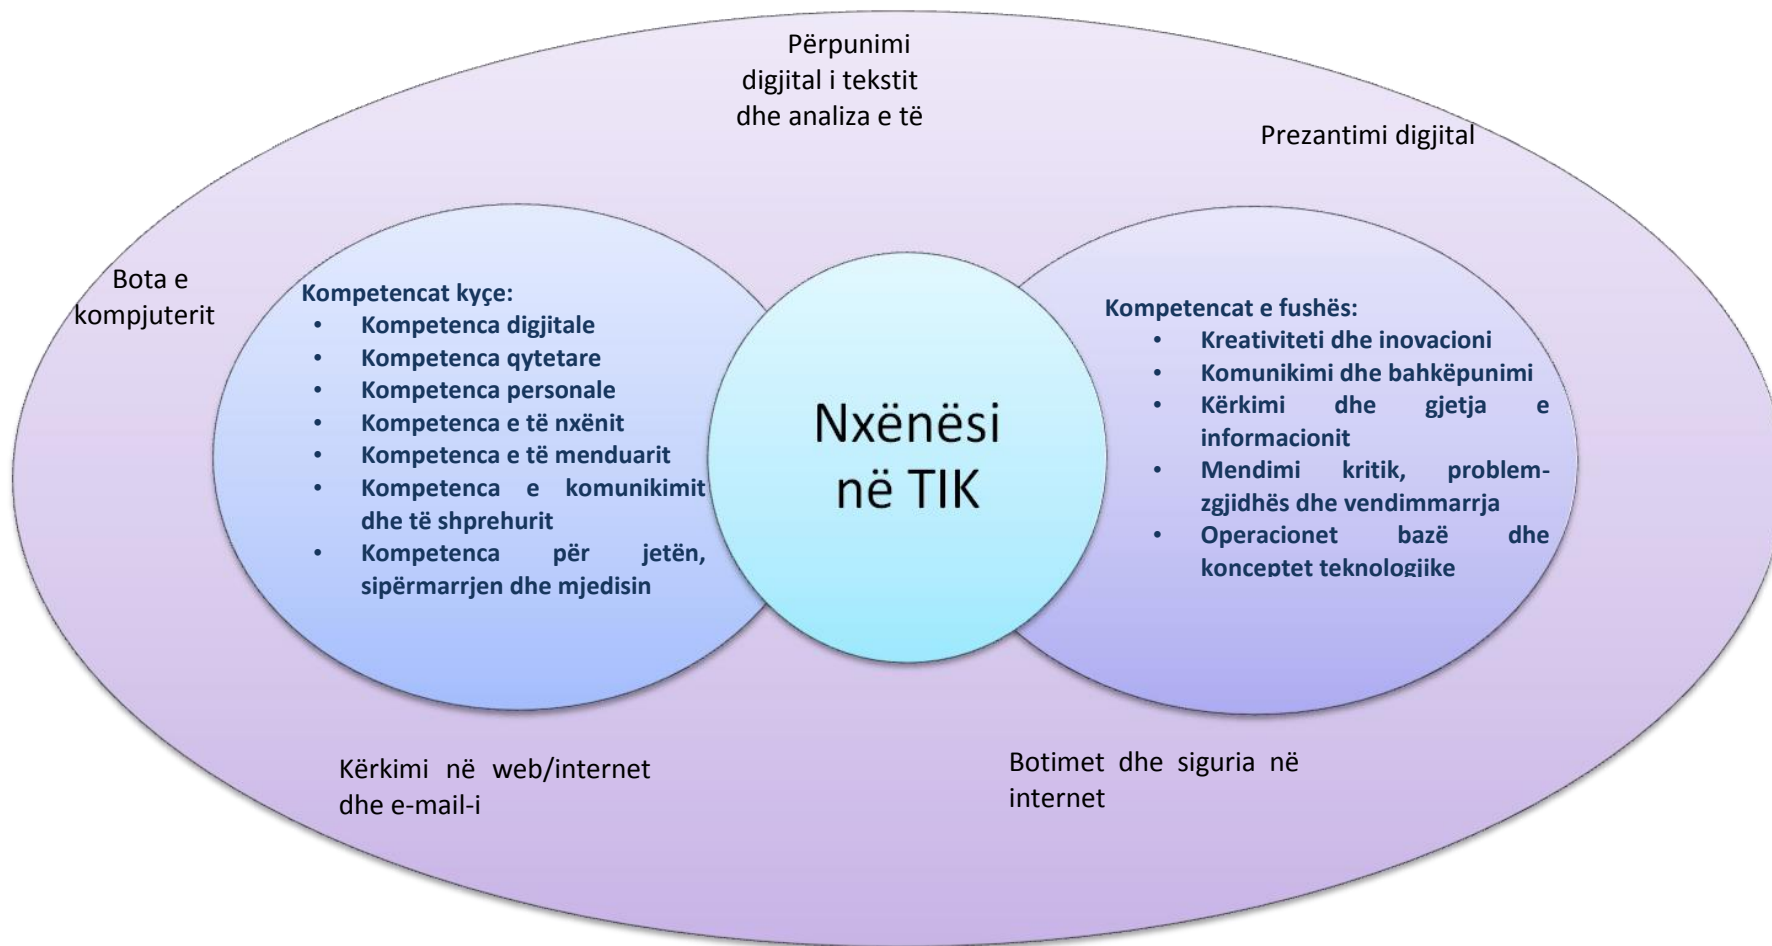 Përpunimi
digjital i tekstit
dhe analiza e të
Prezantimi digjital
Bota e
kompjuterit
Kompetencat kyçe:
• Kompetenca digjitale
• Kompetenca qytetare
• Kompetenca personale
• Kompetenca e të nxënit
• Kompetenca e të menduarit
• Kompetenca e komunikimit
dhe të shprehurit
• Kompetenca për jetën,
sipërmarrjen dhe mjedisin
Nxënësi
në TIK
Kompetencat e fushës:
• Kreativiteti dhe inovacioni
• Komunikimi dhe bahkëpunimi
• Kërkimi dhe gjetja e
informacionit
• Mendimi kritik, problem-
zgjidhës dhe vendimmarrja
• Operacionet bazë dhe
konceptet teknologjike
Kërkimi në web/internet
dhe e-mail-i
Botimet dhe siguria në
internet